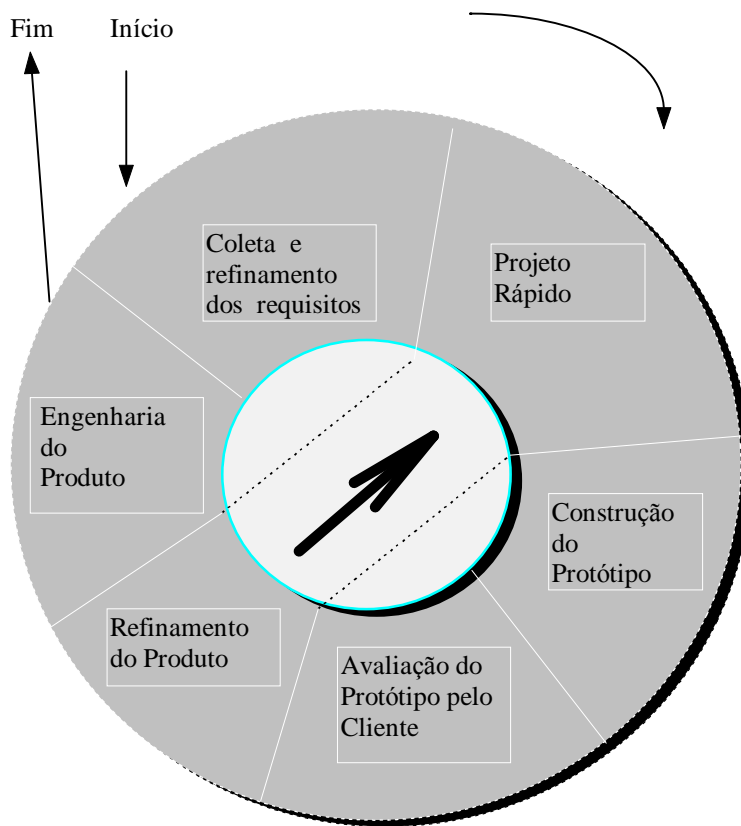 Fim
Início
Coleta e
refinamento
dos requisitos
Projeto
Rápido
Construção
do
Protótipo
Avaliação do
Protótipo pelo
Cliente
Refinamento
do Produto
Engenharia
do
Produto